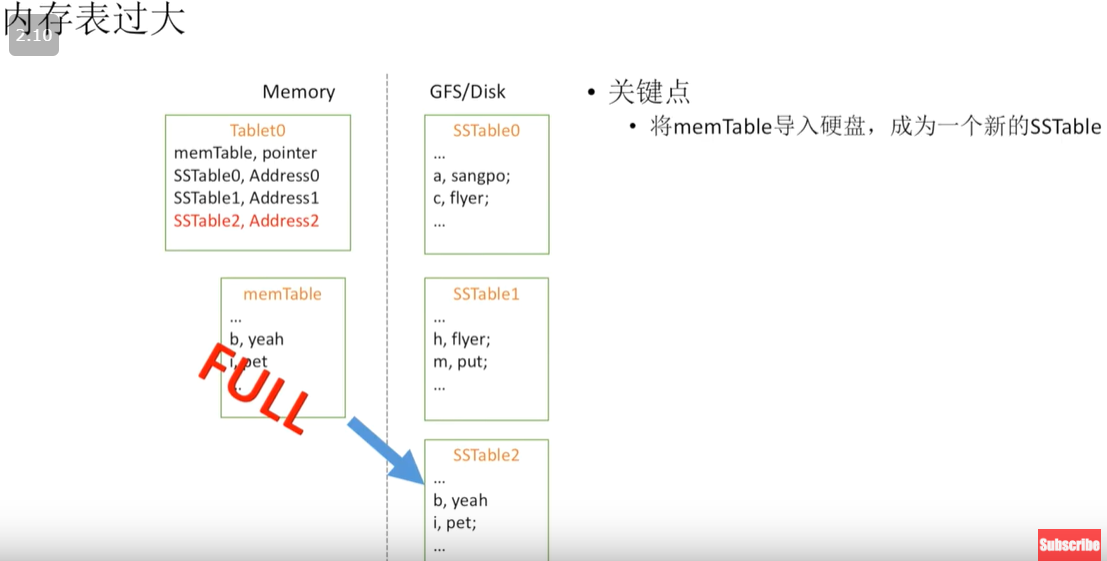 内存表过大
2:10
Memory
GFS/Disk
Tablet0
memTable, pointer
SSTable0, Address0
SSTable1, Address1
SSTable2, Address2
memTable
...
b, yeah
i, pet
...
FULL
SSTable0
...
a, sangpo;
c, flyer;
...
SSTable1
...
h, flyer;
m, put;
...
SSTable2
...
b, yeah
i, pet;
...
• 关键点
• 将memTable导入硬盘，成为一个新的SSTable
Subscribe